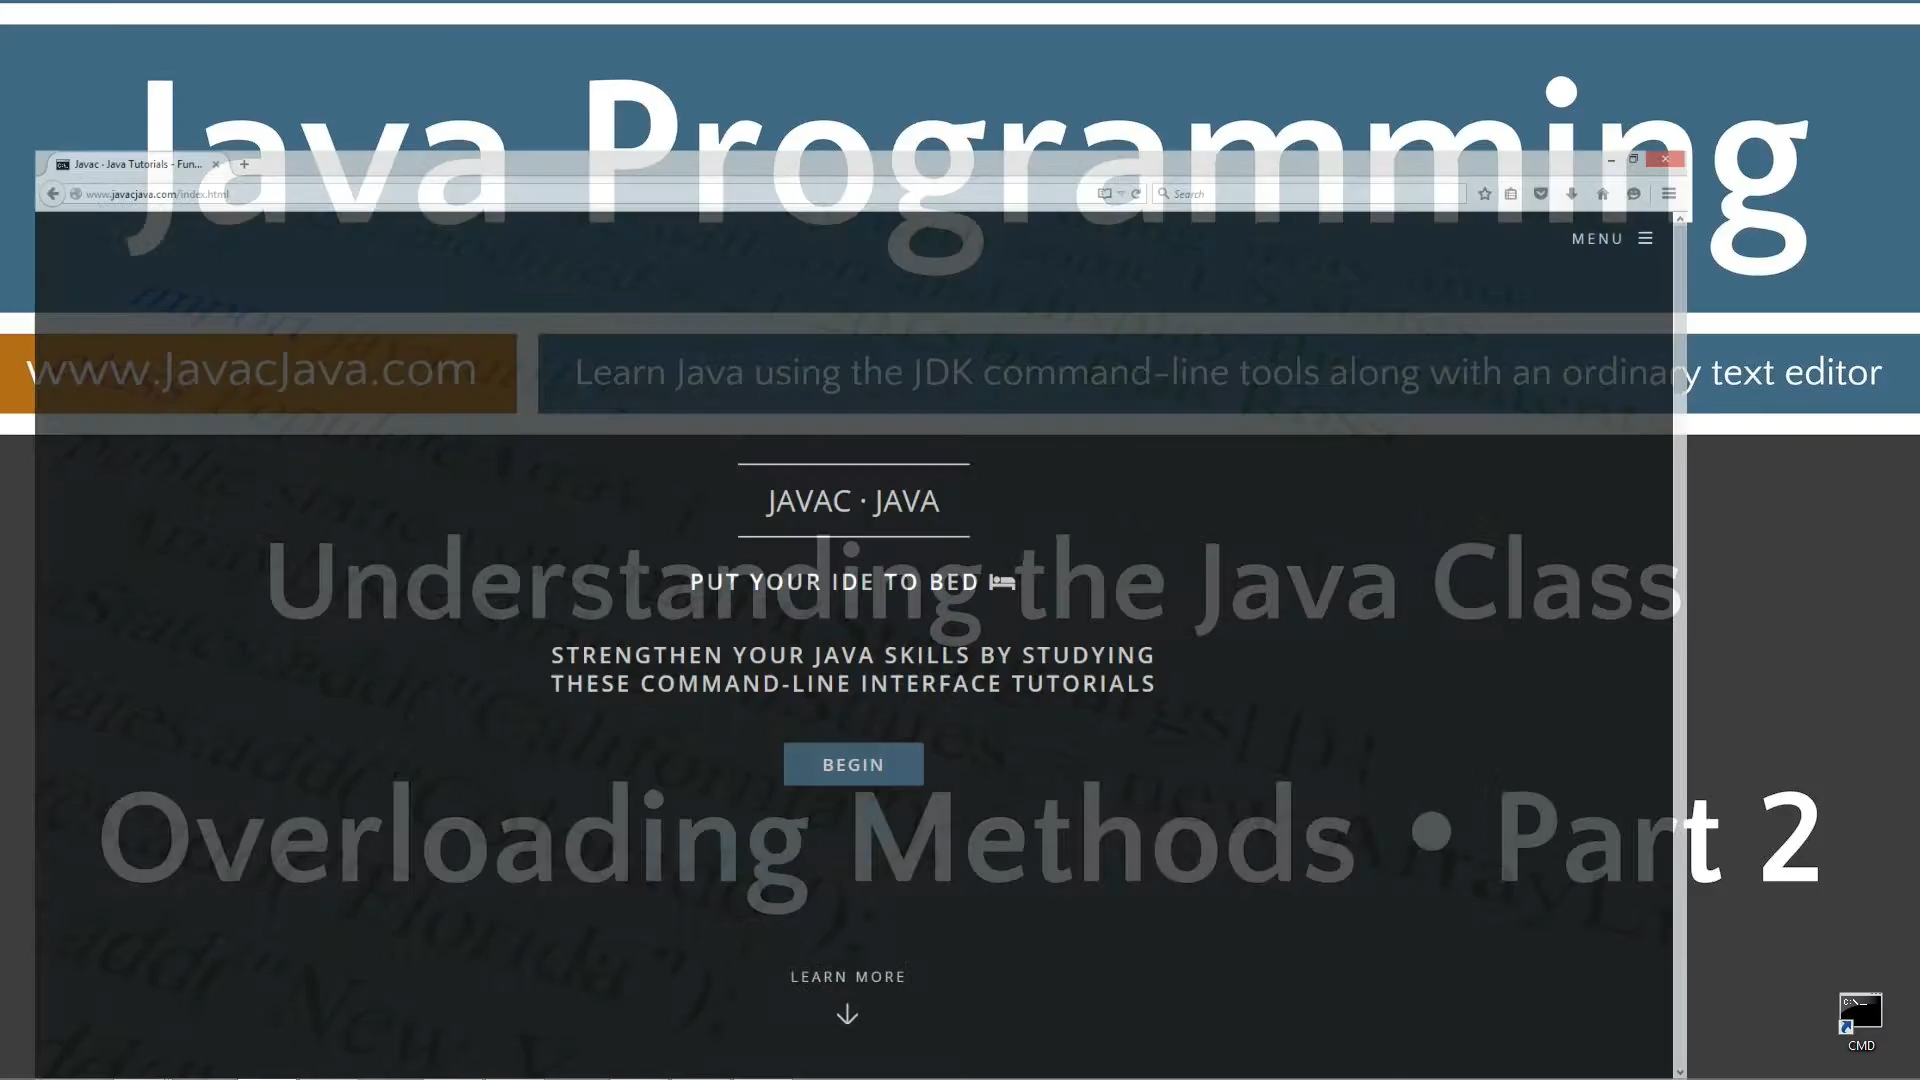 Java Programming
Javac - Java Tutorials - Fun...
www.javacjava.com/index.html
Search
MENU
www.JavacJava.com
Learn Java using the JDK command-line tools along with an ordinary text editor
JAVAC · JAVA
Understanding the Java Class
PUT YOUR IDE TO BED
STRENGTHEN YOUR JAVA SKILLS BY STUDYING
THESE COMMAND-LINE INTERFACE TUTORIALS
BEGIN
Overloading Methods • Part 2
LEARN MORE
CMD